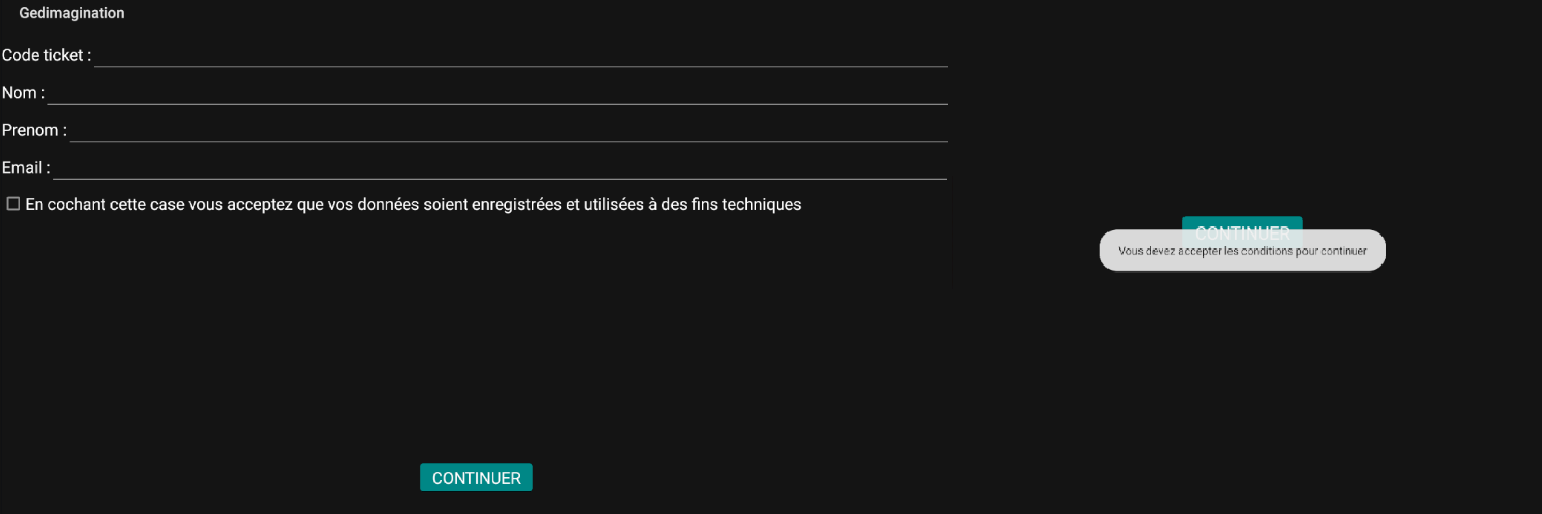 Gedimagination
Code ticket :
Nom :
Prenom :
Email :
En cochant cette case vous acceptez que vos données soient enregistrées et utilisées à des fins techniques
CONTINUER
Vous devez accepter les conditions pour continuer
CONTINUER